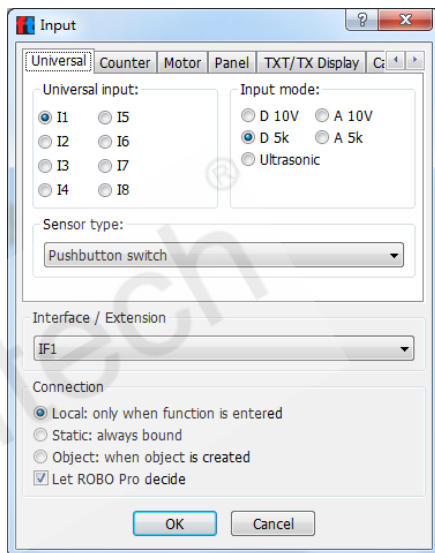 Input
Universal Counter Motor Panel TXT/TX Display
Universal input:
I1 I5
I2 I6
I3 I7
I4 I8
Input mode:
D 10V A 10V
D 5k A 5k
Ultrasonic
Sensor type:
Pushbutton switch
Interface / Extension
IF1
Connection
Local: only when function is entered
Static: always bound
Object: when object is created
Let ROBO Pro decide
OK Cancel
tech
®